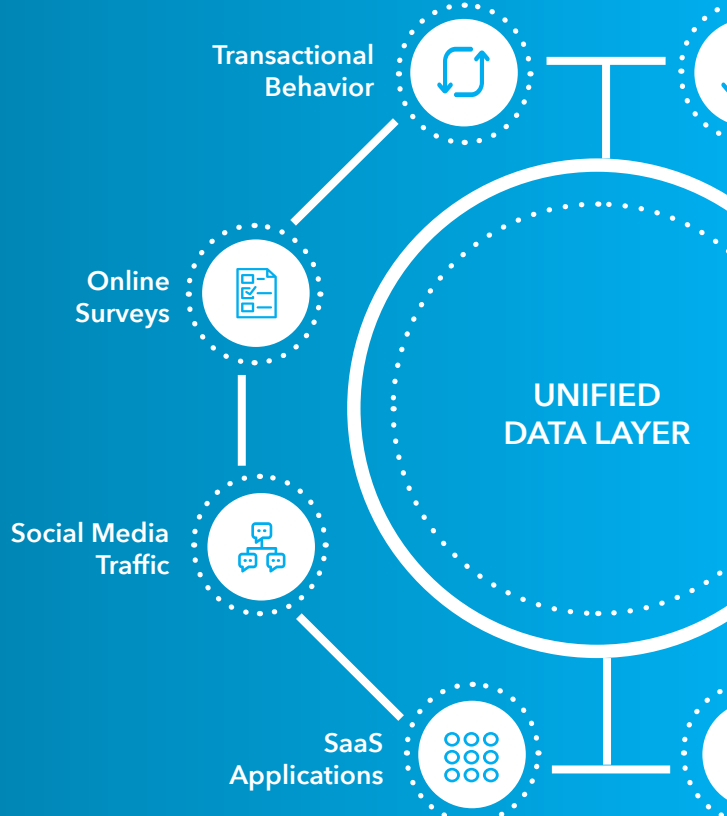 Transactional
Behavior
Online
Surveys
UNIFIED
DATA LAYER
Social Media
Traffic
SaaS
Applications